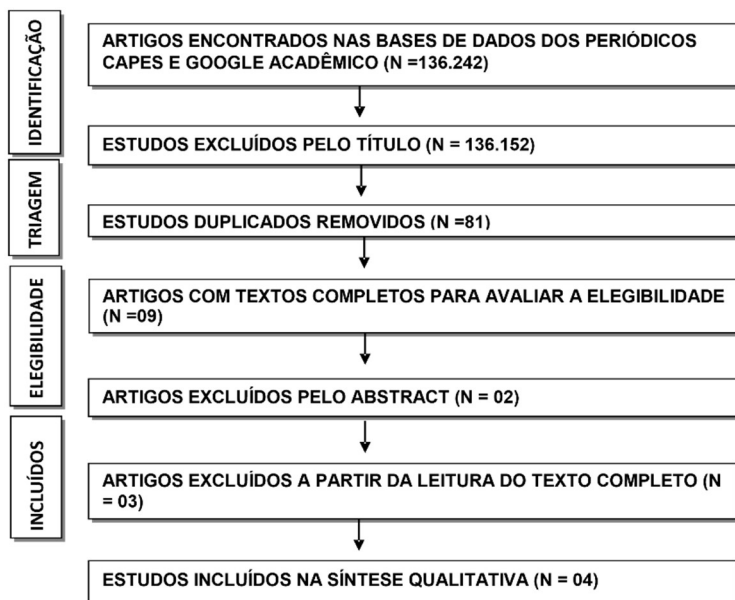 IDENTIFICAÇÃO
ARTIGOS ENCONTRADOS NAS BASES DE DADOS DOS PERIÓDICOS
CAPES E GOOGLE ACADÊMICO (N =136.242)
ESTUDOS EXCLUÍDOS PELO TÍTULO (N = 136.152)
TRIAGEM
ESTUDOS DUPLICADOS REMOVIDOS (N =81)
ELEGIBILIDADE
ARTIGOS COM TEXTOS COMPLETOS PARA AVALIAR A ELEGIBILIDADE
(N =09)
ARTIGOS EXCLUÍDOS PELO ABSTRACT (N = 02)
INCLUÍDOS
ARTIGOS EXCLUÍDOS A PARTIR DA LEITURA DO TEXTO COMPLETO (N
= 03)
ESTUDOS INCLUÍDOS NA SÍNTESE QUALITATIVA (N = 04)